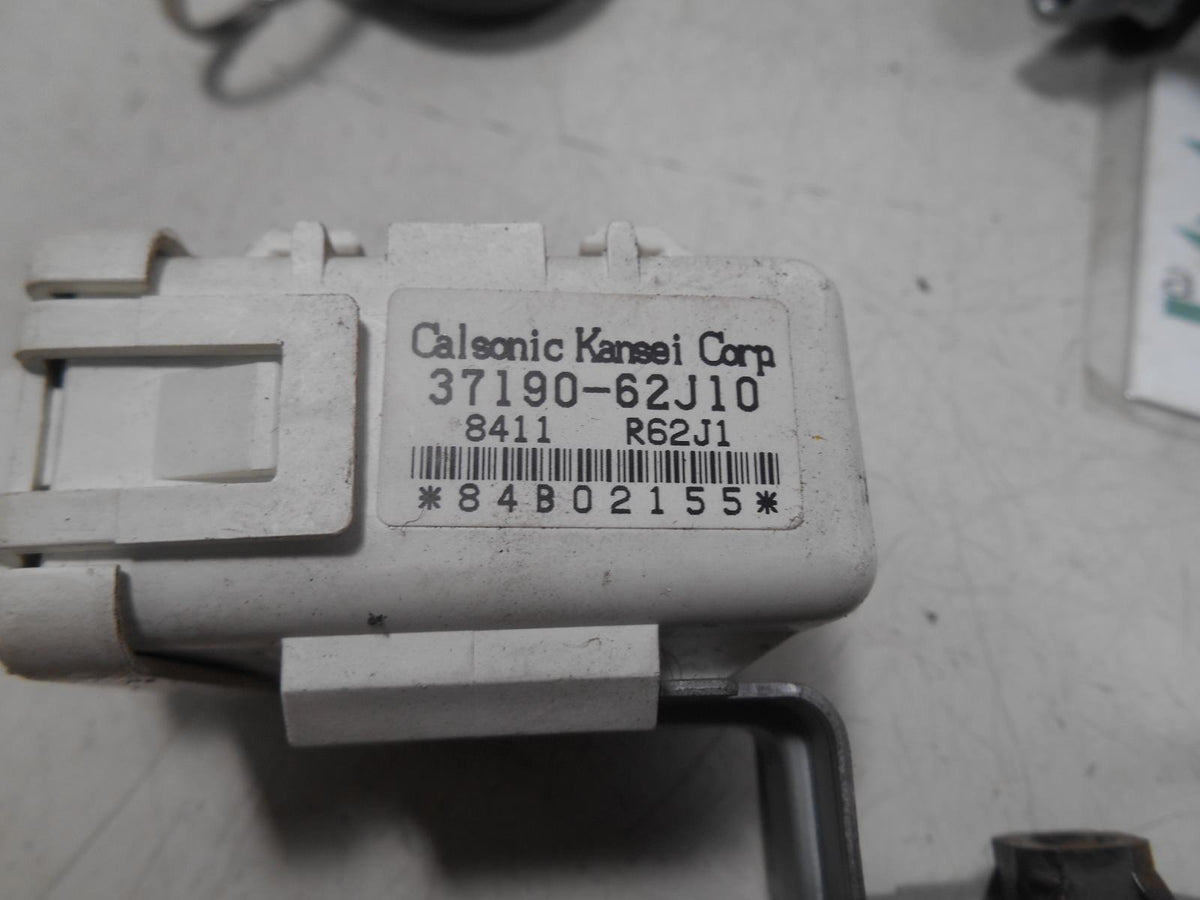 Calsonic Kansei Corp
37190-62J10
8411 R62J1
*84B02155*